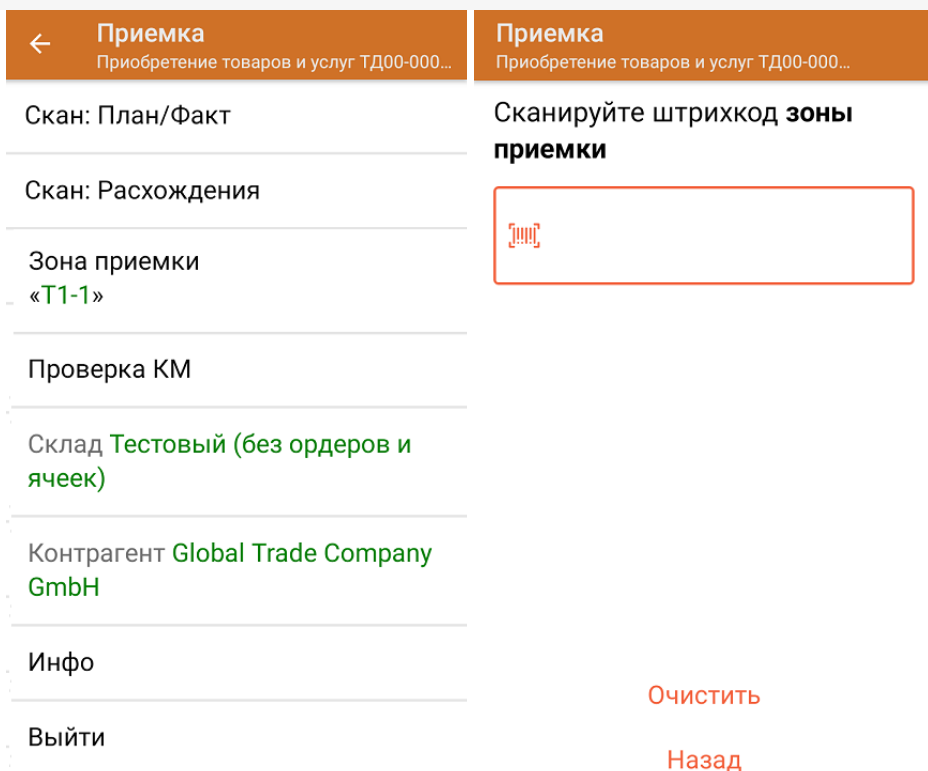 Приемка
Приобретение товаров и услуг ТД00-000...
Скан: План/Факт
Скан: Расхождения
Зона приемки
«Т1-1»
Проверка КМ
Склад Тестовый (без ордеров и
ячеек)
Контрагент Global Trade Company
GmbH
Инфо
Выйти
Приемка
Приобретение товаров и услуг ТД00-000...
Сканируйте штрихкод зоны
приемки
Очистить
Назад